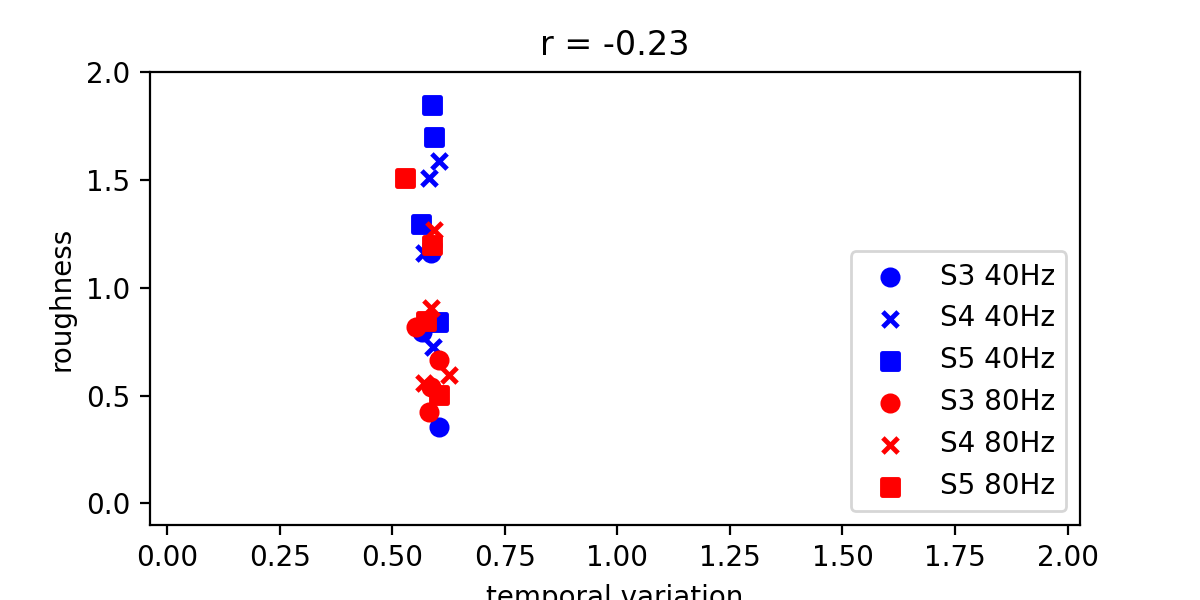 r = -0.23
roughness
2.0
1.5
1.0
0.5
0.0
S3 40Hz
S4 40Hz
S5 40Hz
S3 80Hz
S4 80Hz
S5 80Hz
0.00 0.25 0.50 0.75 1.00 1.25 1.50 1.75 2.00
temporal variation